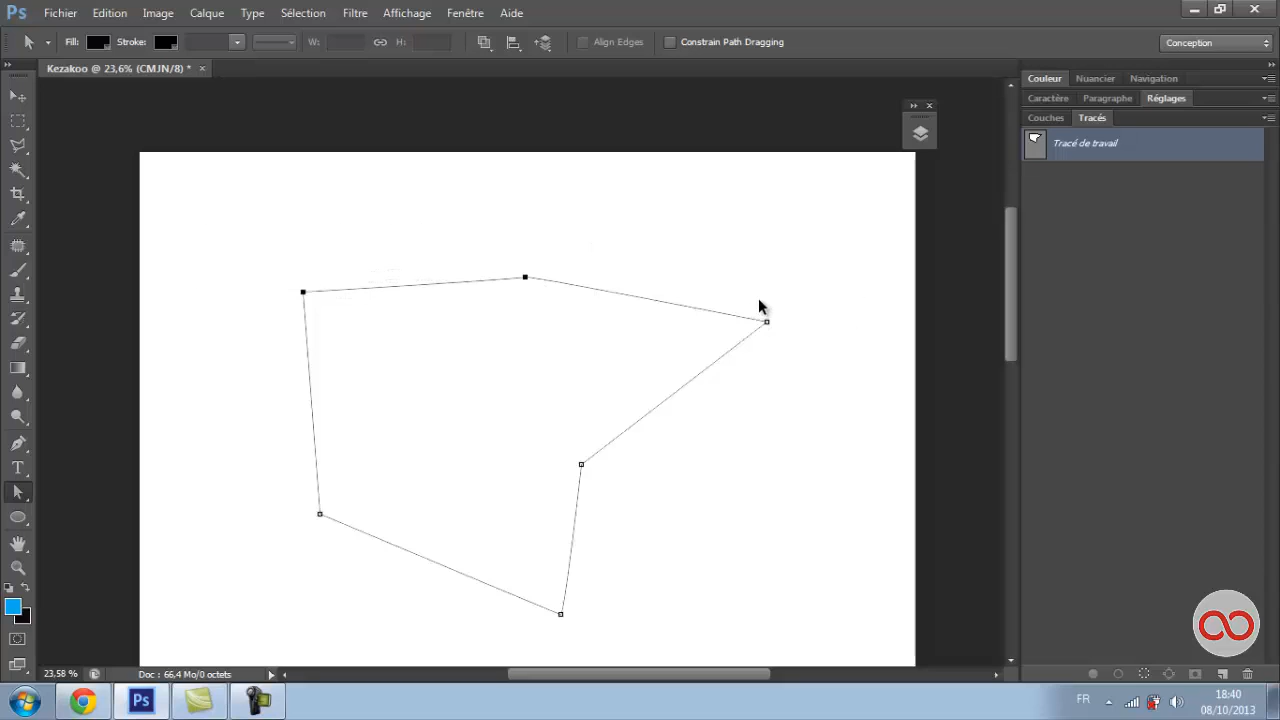 Ps Fichier Edition Image Calque Type Sélection Filtre Affichage Fenêtre Aide
Fill: Stroke: W: H: Align Edges Constrain Path Dragging Conception
Kezakoo @ 23,6% (CMJN/8) * ×
Couleur Nuancier Navigation
Caractère Paragraphe Réglages
Couches Tracés
Tracé de travail
T
23,58 % Doc : 66,4 Mo/0 octets
Ps FR 18:40
08/10/2013